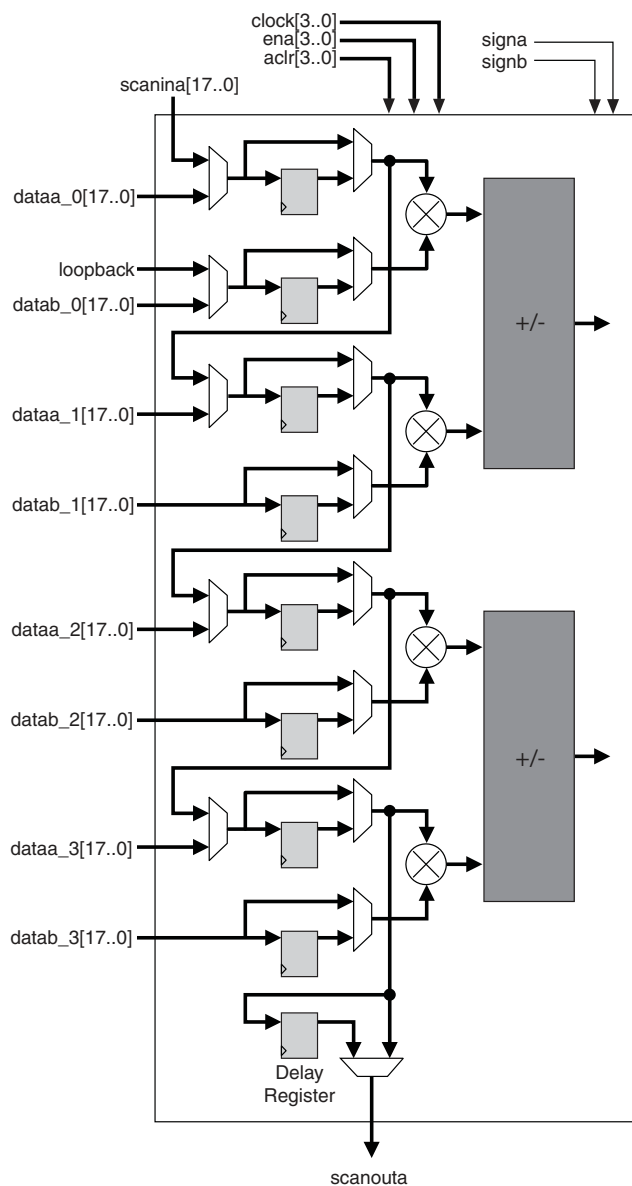 clock[3..0]
ena[3..0]
aclr[3..0]
signa
signb
scanina[17..0]
dataa_0[17..0]
loopback
datab_0[17..0]
+/-
dataa_1[17..0]
datab_1[17..0]
dataa_2[17..0]
datab_2[17..0]
+/-
dataa_3[17..0]
datab_3[17..0]
Delay
Register
scanouta